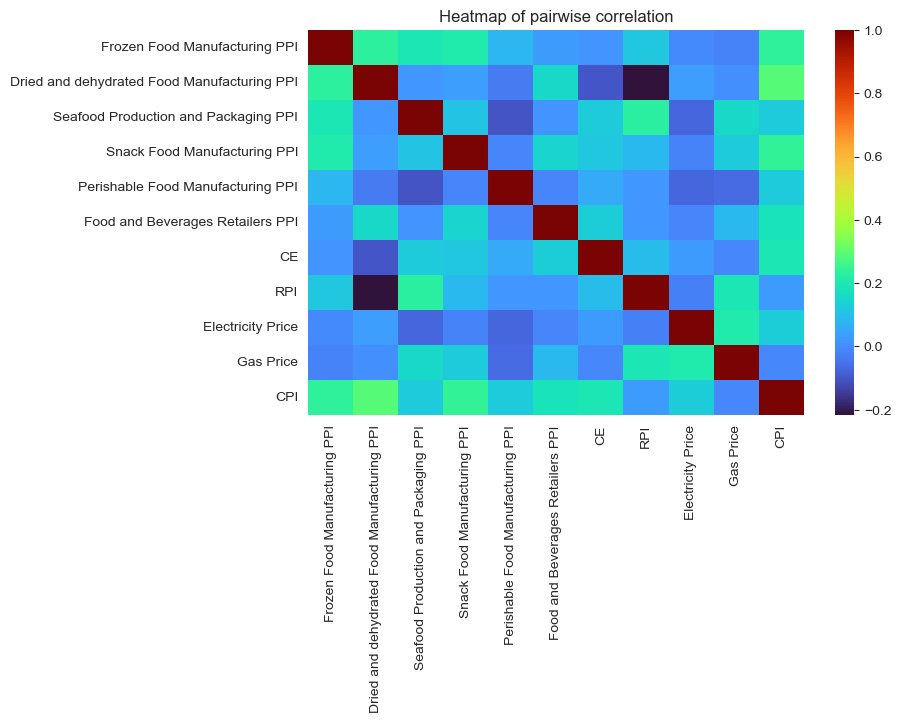 Heatmap of pairwise correlation
Frozen Food Manufacturing PPI
Dried and dehydrated Food Manufacturing PPI
Seafood Production and Packaging PPI
Snack Food Manufacturing PPI
Perishable Food Manufacturing PPI
Food and Beverages Retailers PPI
CE
RPI
Electricity Price
Gas Price
CPI
Frozen Food Manufacturing PPI
Dried and dehydrated Food Manufacturing PPI
Seafood Production and Packaging PPI
Snack Food Manufacturing PPI
Perishable Food Manufacturing PPI
Food and Beverages Retailers PPI
CE
RPI
Electricity Price
Gas Price
CPI
1.0
0.8
0.6
0.4
0.2
0.0
−0.2